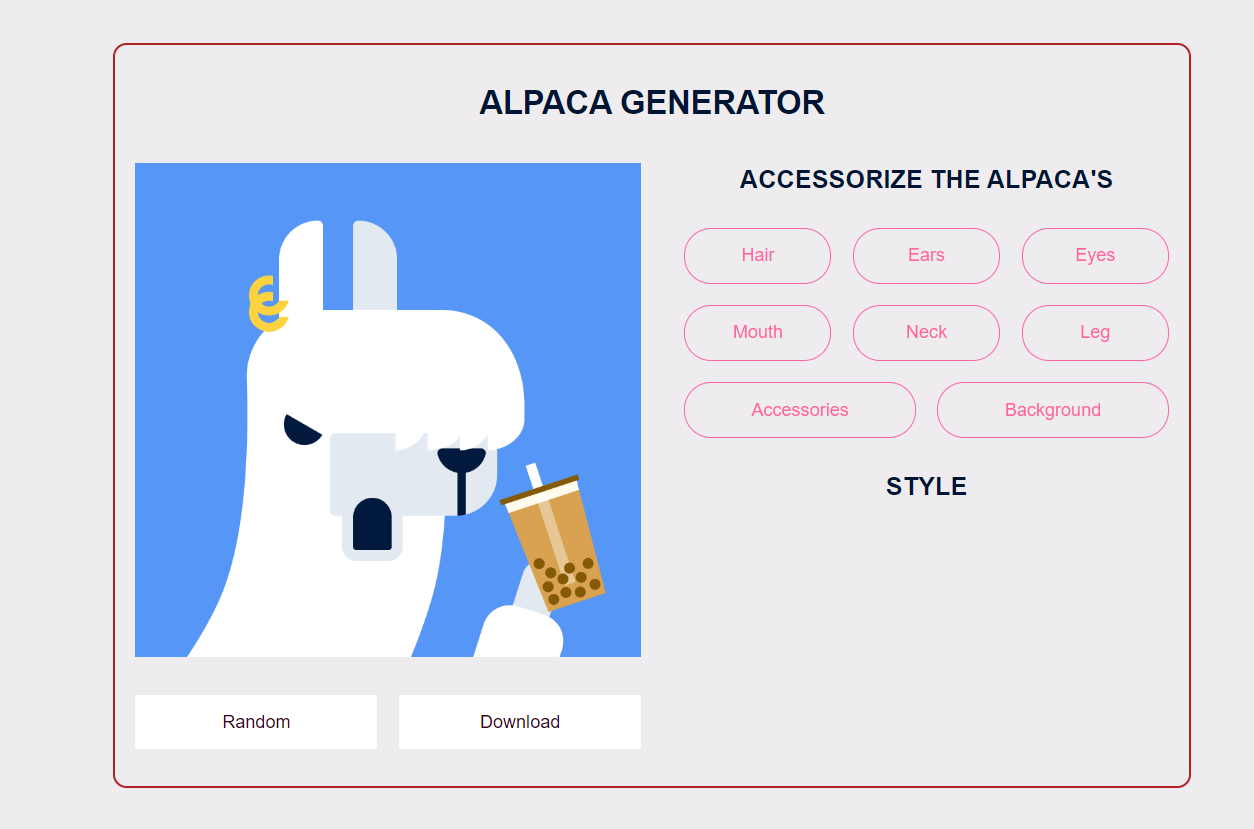 ALPACA GENERATOR
ACCESSORIZE THE ALPACA'S
Hair
Ears
Eyes
Mouth
Neck
Leg
Accessories
Background
STYLE
Random
Download